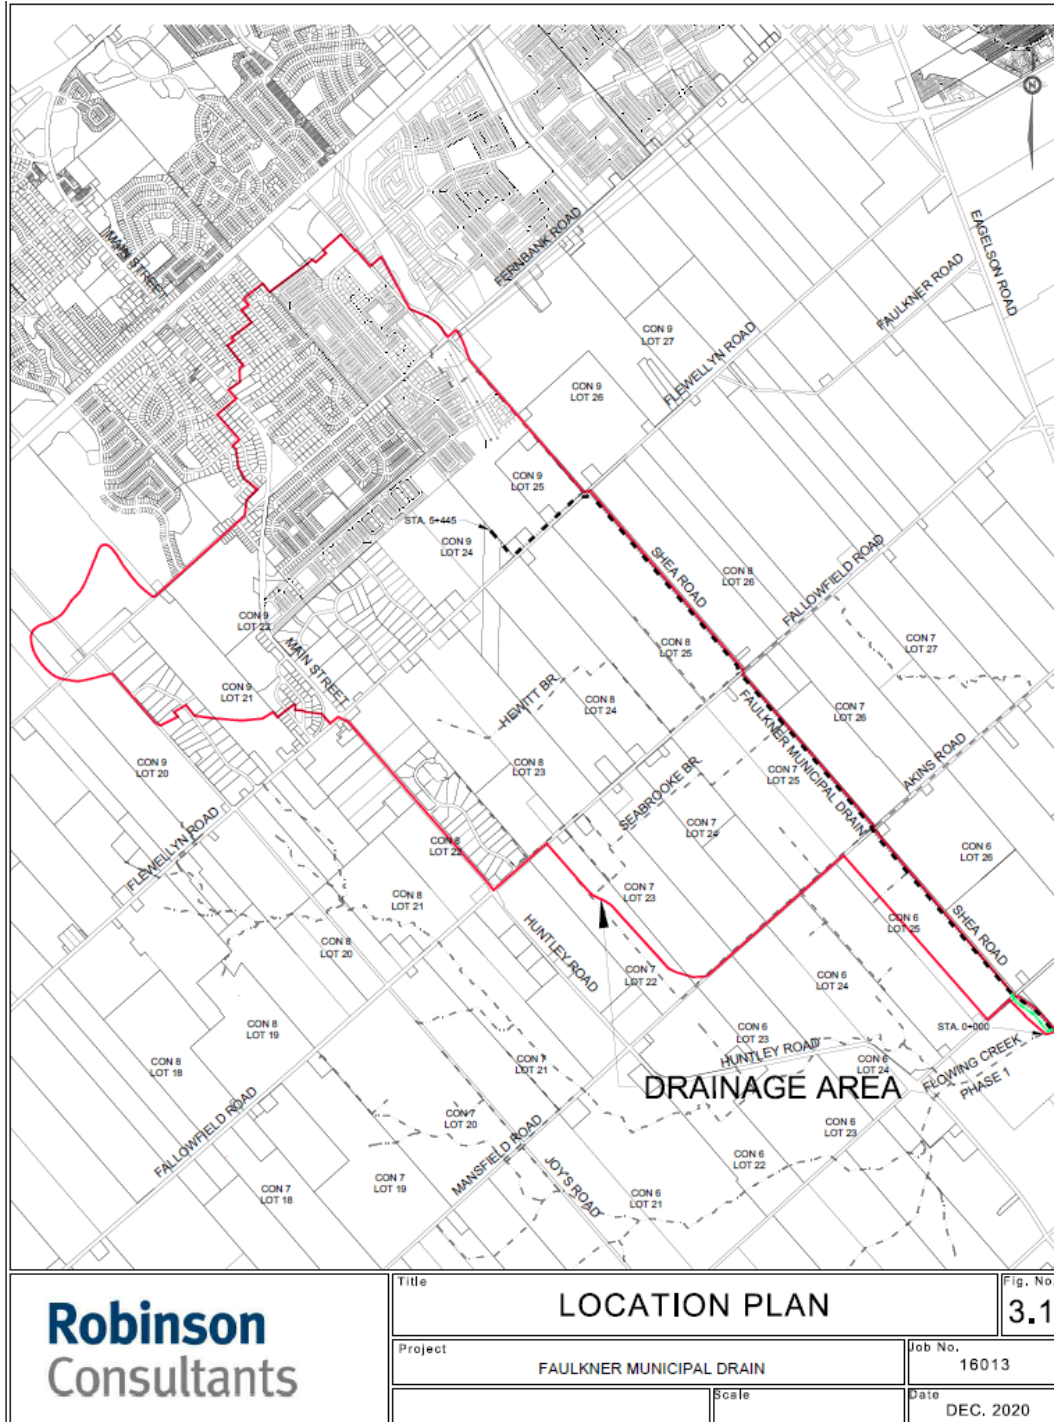 N
MAIN STREET
FERNBANK ROAD
EAGELSON ROAD
FAULKNER ROAD
CON 9
LOT 27
FLEWELLYN ROAD
CON 9
LOT 26
CON 9
LOT 25
STA. 5+445
CON 9
LOT 24
SHEA ROAD
CON 8
LOT 26
FALLOWFIELD ROAD
CON 9
LOT 22
MAIN STREET
CON 8
LOT 25
CON 7
LOT 27
CON 9
LOT 21
HEWITT BR.
CON 8
LOT 24
FAULKNER MUNICIPAL DRAIN
CON 7
LOT 26
CON 9
LOT 20
CON 8
LOT 23
SEABROOKE BR.
CON 7
LOT 25
AKINS ROAD
FLEWELLYN ROAD
CON 8
LOT 22
CON 7
LOT 24
CON 6
LOT 26
CON 8
LOT 21
CON 7
LOT 23
CON 6
LOT 25
SHEA ROAD
CON 8
LOT 20
HUNTLEY ROAD
CON 7
LOT 22
CON 6
LOT 24
CON 8
LOT 19
CON 6
LOT 23
STA. 0+000
CON 8
LOT 18
CON 7
LOT 21
HUNTLEY ROAD
CON 6
LOT 24
FLOWING CREEK
PHASE 1
DRAINAGE AREA
FALLOWFIELD ROAD
CON 7
LOT 20
MANSFIELD ROAD
CON 6
LOT 23
CON 7
LOT 18
CON 7
LOT 19
JOY'S ROAD
CON 6
LOT 22
CON 6
LOT 21
Robinson
Consultants
Title
LOCATION PLAN
Fig. No.
3.1
Project
FAULKNER MUNICIPAL DRAIN
Job No.
16013
Scale
Date
DEC. 2020